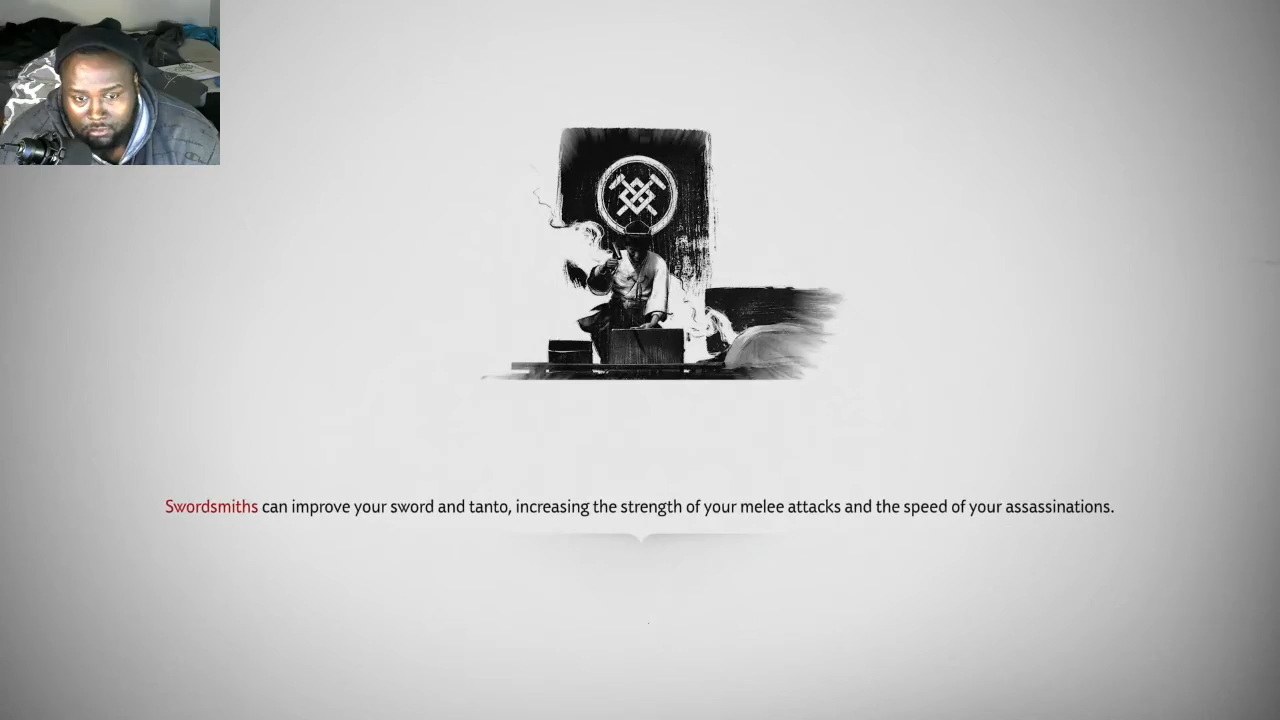 Swordsmiths can improve your sword and tanto, increasing the strength of your melee attacks and the speed of your assassinations.